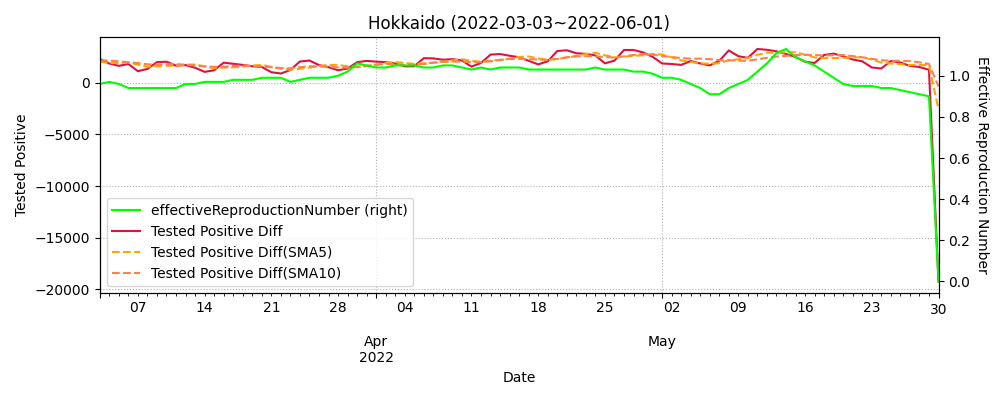 Hokkaido (2022-03-03~2022-06-01)
Tested Positive
0
−5000
−10000
−15000
−20000
1.0
0.8
0.6
0.4
0.2
0.0
Effective Reproduction Number
effectiveReproductionNumber (right)
Tested Positive Diff
Tested Positive Diff(SMA5)
Tested Positive Diff(SMA10)
07 14 21 28 04 11 18 25 02 09 16 23 30
Apr May
2022
Date